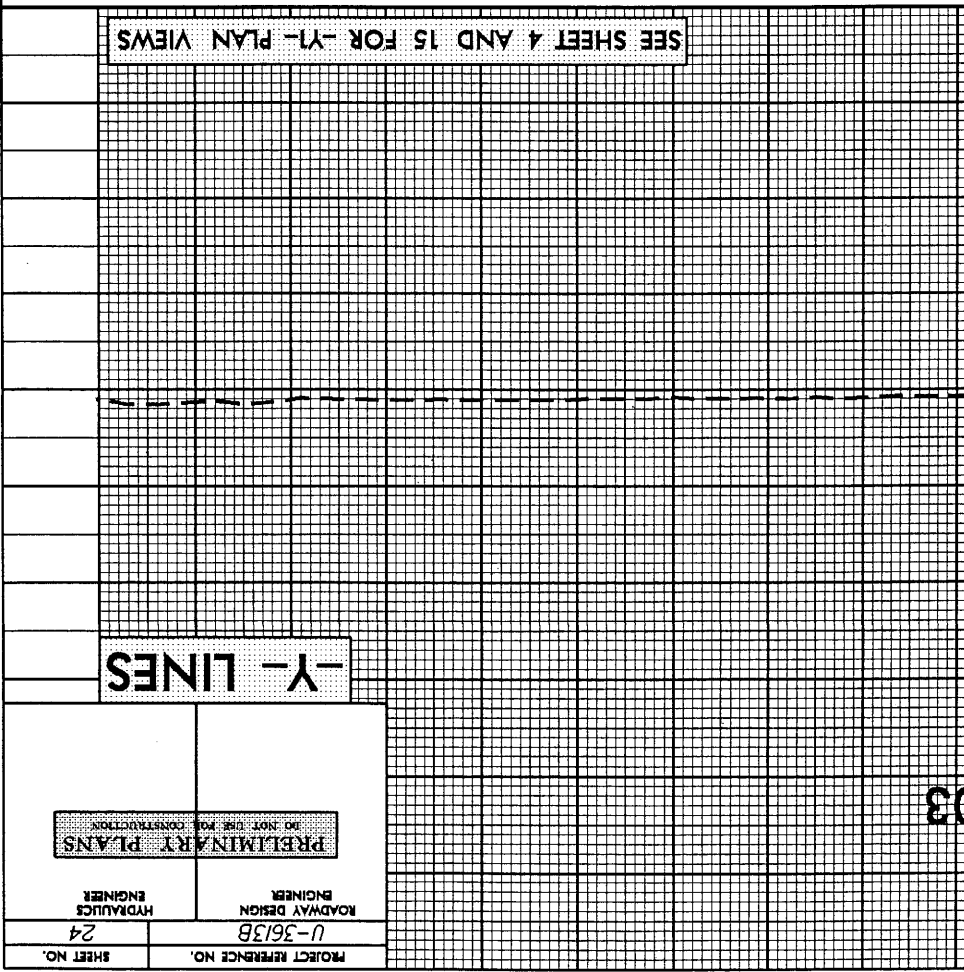 PROJECT REFERENCE NO.
SHEET NO.
U-3613B
24
ROADWAY DESIGN
ENGINEER
HYDRAULICS
ENGINEER
PRELIMINARY PLANS
DO NOT USE FOR CONSTRUCTION
-Y- LINES
SEE SHEET 4 AND 15 FOR -Y1- PLAN VIEWS